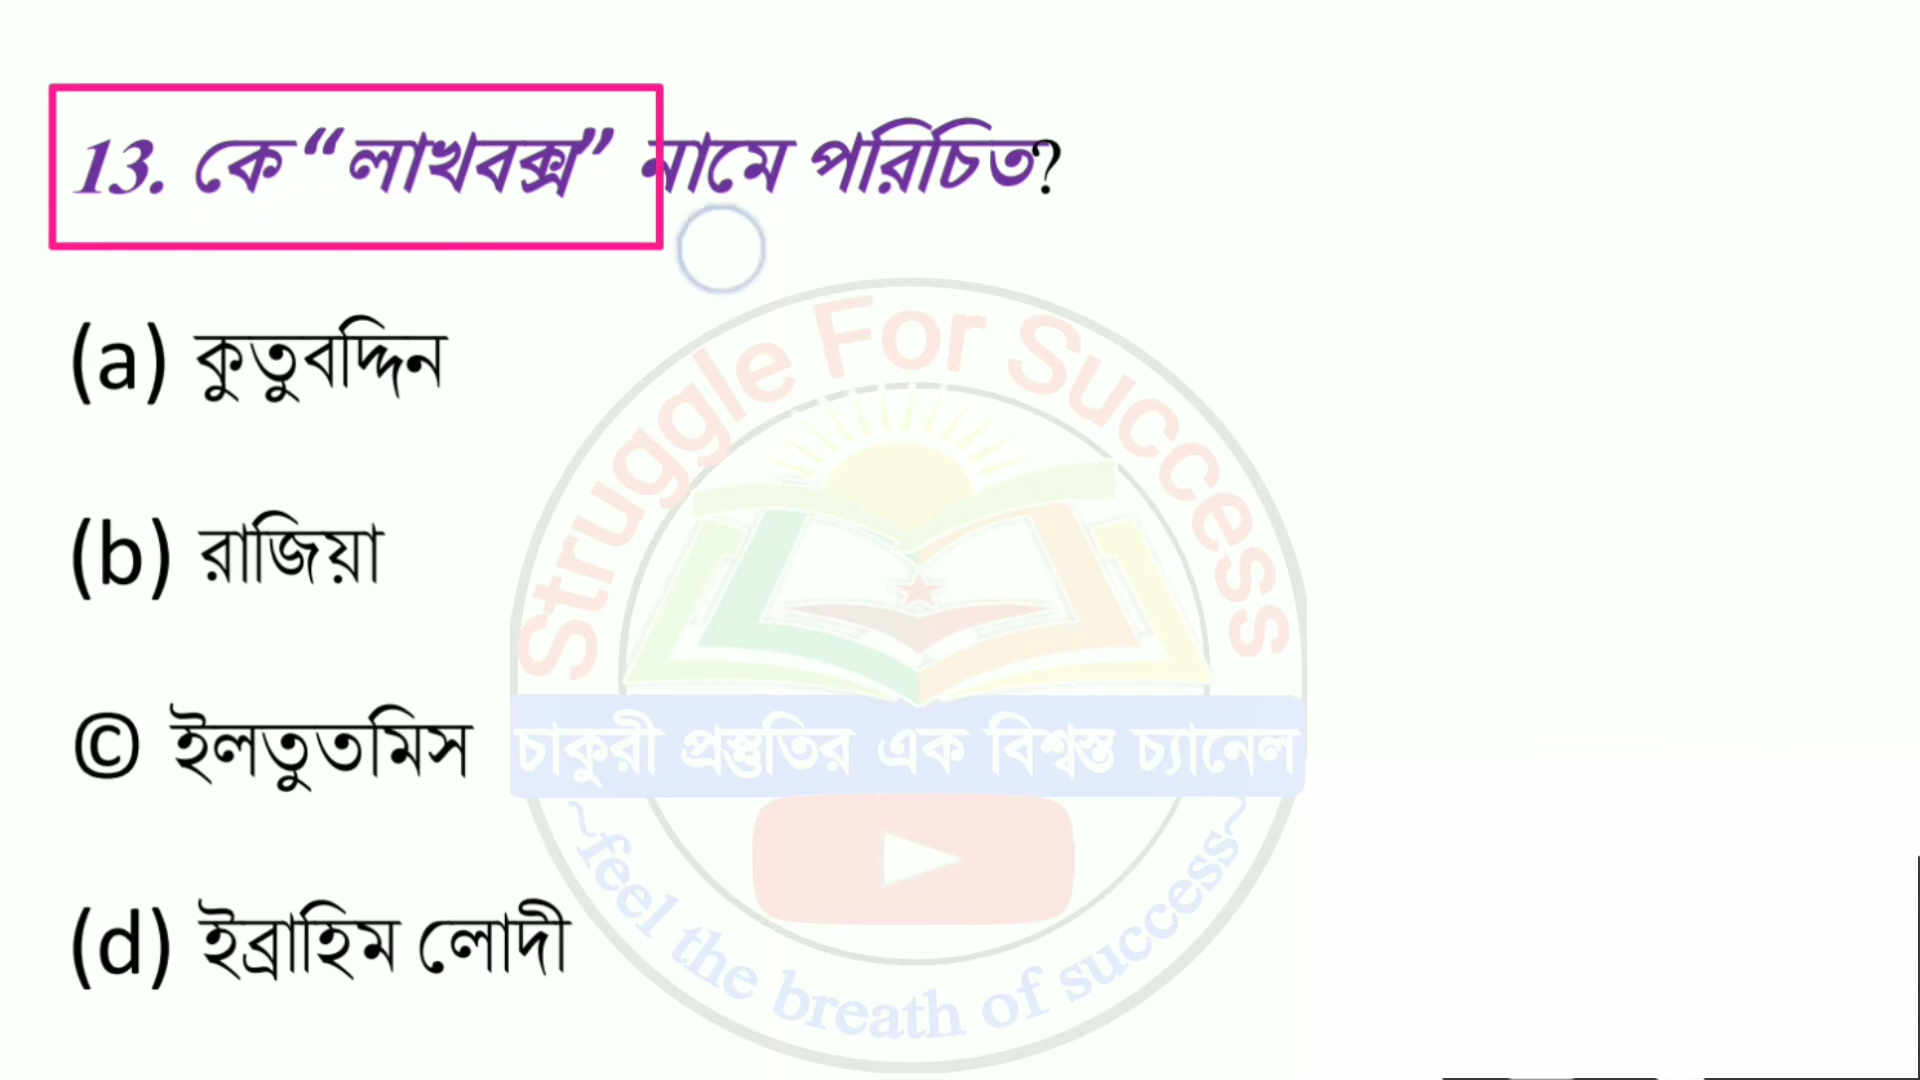 13. কে “লাখবক্স” নামে পরিচিত?
(a) কুতুবদ্দিন
(b) রাজিয়া
© ইলতুতমিস
(d) ইব্রাহিম লোদী
Struggle For Success
চাকুরী প্রস্তুতির এক বিশ্বস্ত চ্যানেল
~feel the breath of success~